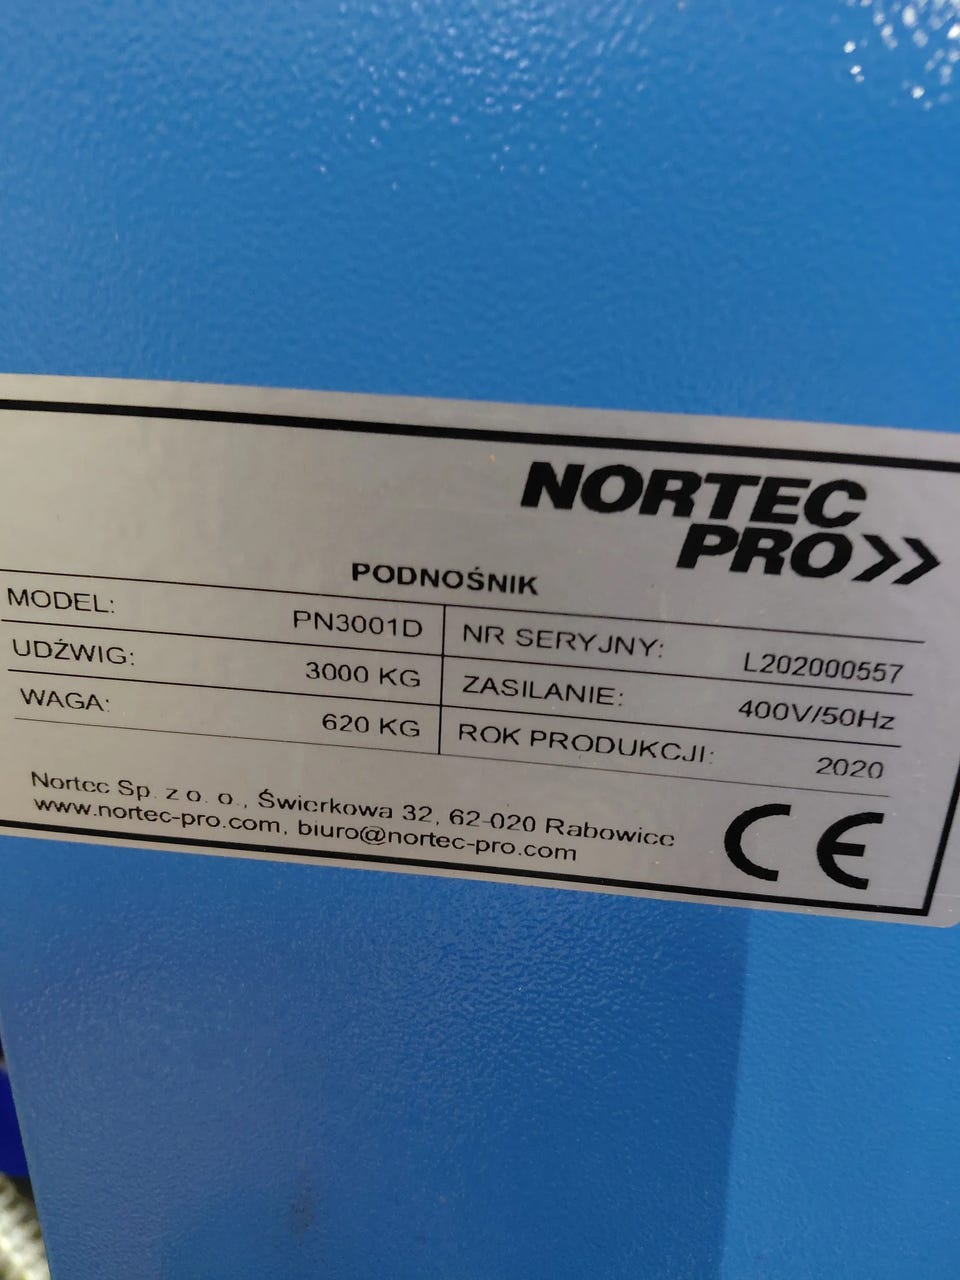 NORTEC
PRO
PODNOŚNIK
MODEL: PN3001D NR SERYJNY: L202000557
UDŹWIG: 3000 KG ZASILANIE: 400V/50Hz
WAGA: 620 KG ROK PRODUKCJI: 2020
Nortec Sp. z o. o., Świerkowa 32, 62-020 Rabowice
www.nortec-pro.com, biuro@nortec-pro.com
CE